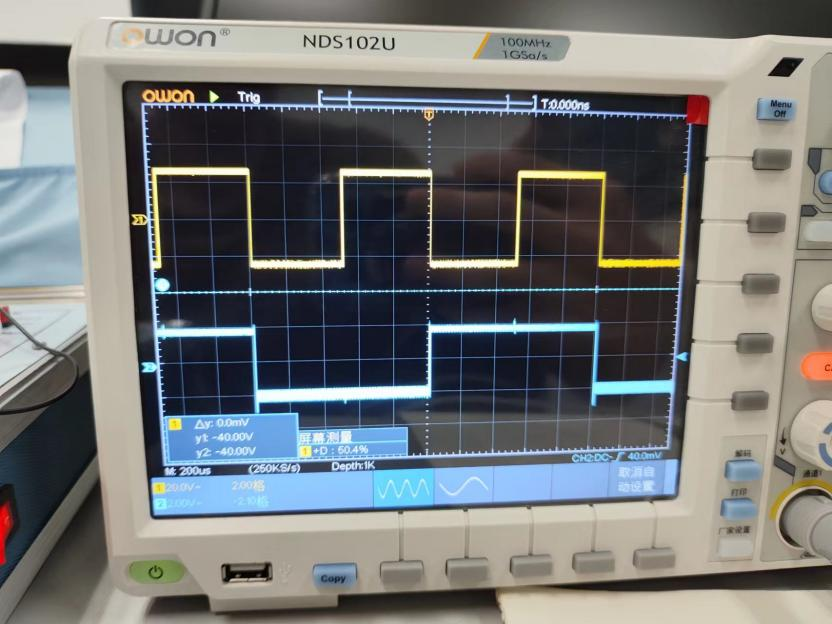 OWON® NDS102U 100MHz
1GSa/s
OWON Trig T:0.000ns
Menu
Off
1 Δy: 0.0mV
y1: -40.00V
y2: -40.00V
屏幕测量
1 +D : 50.4%
M: 200us (250KS/s) Depth:1K CH2:DC- 40.0mV
1 20.0V~ 2.00格
2 2.00V~ -2.10格
取消自
动设置
解码
打印
厂家设置
Copy
通道1